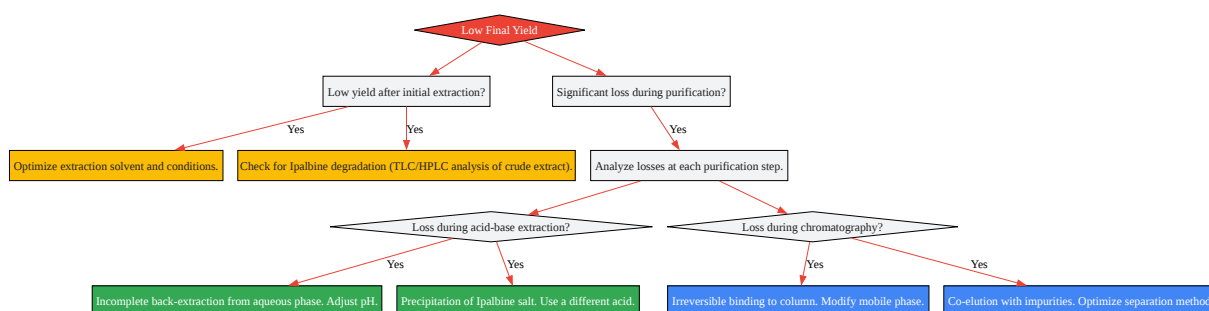 Low Final Yield
Low yield after initial extraction?
Significant loss during purification?
Yes
Yes
Yes
Optimize extraction solvent and conditions.
Check for Ipalbine degradation (TLC/HPLC analysis of crude extract).
Analyze losses at each purification step.
Loss during acid-base extraction?
Loss during chromatography?
Yes
Yes
Yes
Yes
Incomplete back-extraction from aqueous phase. Adjust pH.
Precipitation of Ipalbine salt. Use a different acid.
Irreversible binding to column. Modify mobile phase.
Co-elution with impurities. Optimize separation method